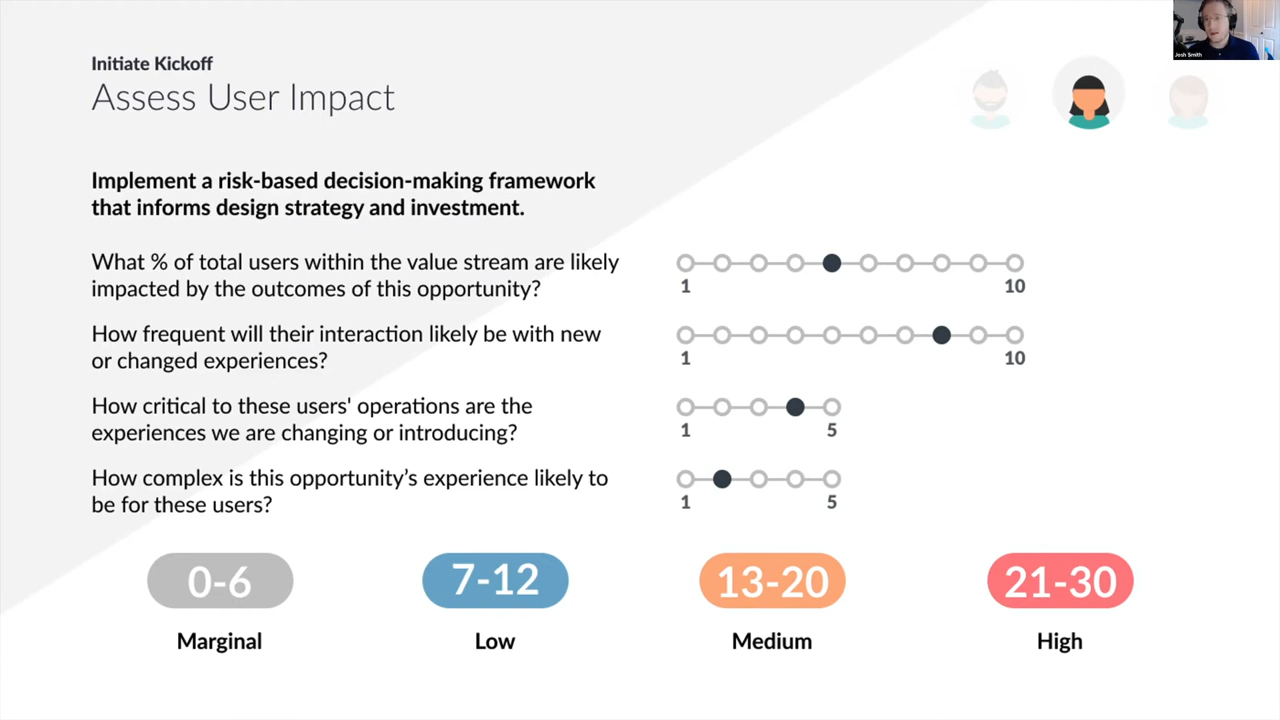 Josh Smith
Initiate Kickoff
Assess User Impact
Implement a risk-based decision-making framework
that informs design strategy and investment.
What % of total users within the value stream are likely
impacted by the outcomes of this opportunity?
1 10
How frequent will their interaction likely be with new
or changed experiences?
1 10
How critical to these users' operations are the
experiences we are changing or introducing?
1 5
How complex is this opportunity’s experience likely to
be for these users?
1 5
0-6 7-12 13-20 21-30
Marginal Low Medium High